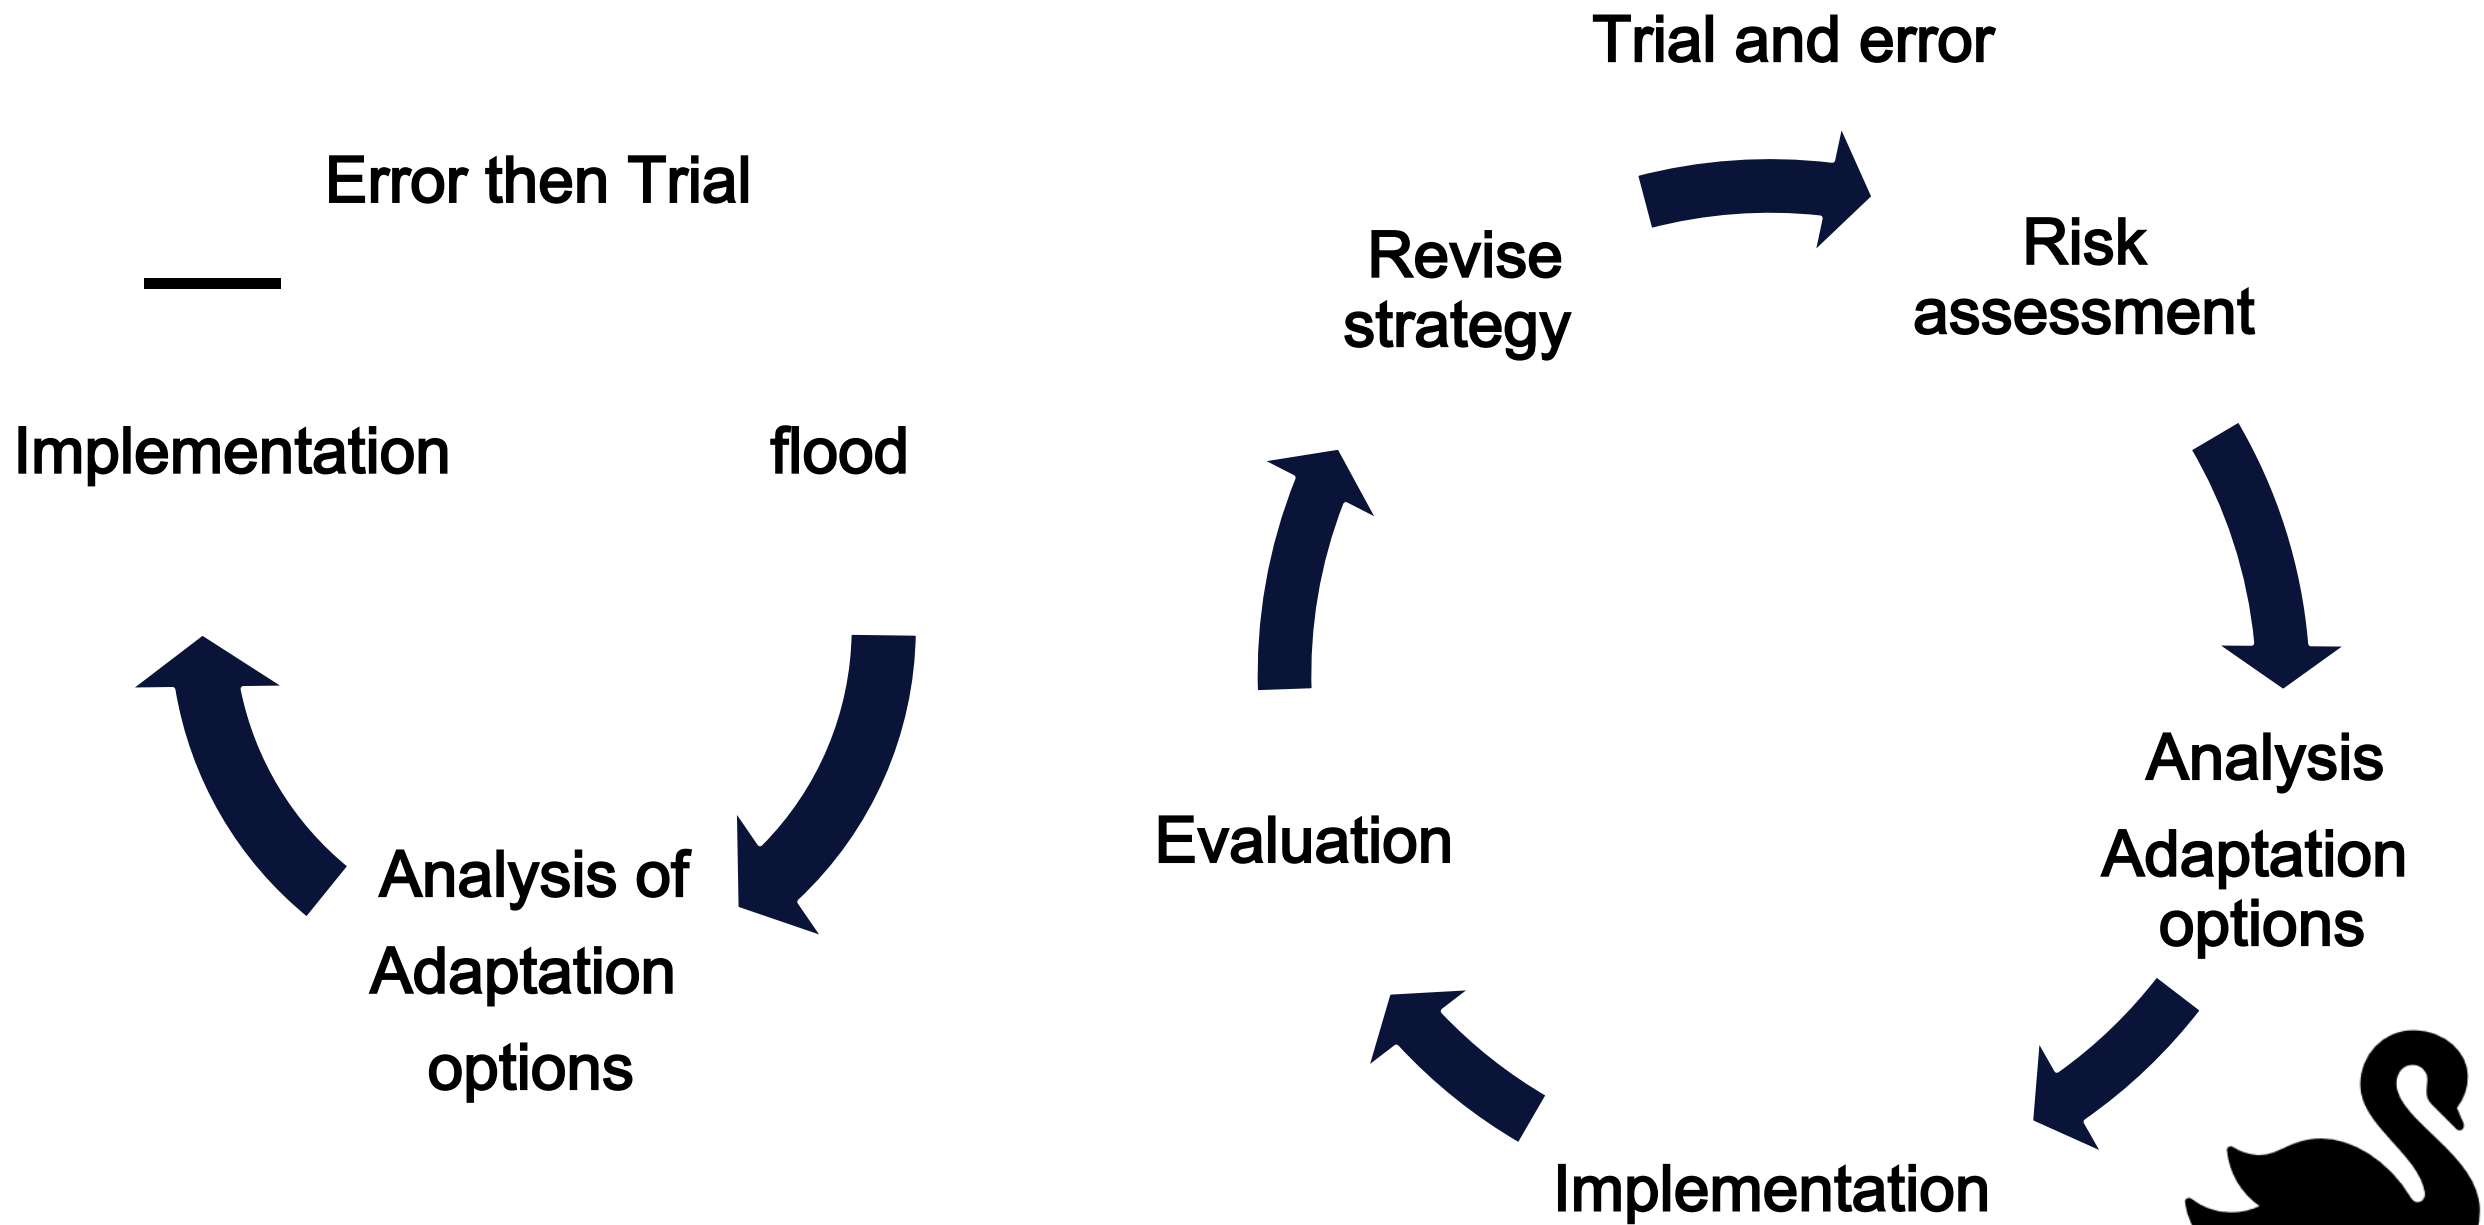 Error then Trial
Implementation
flood
Analysis of
Adaptation
options
Trial and error
Revise
strategy
Risk
assessment
Analysis
Adaptation
options
Implementation
Evaluation